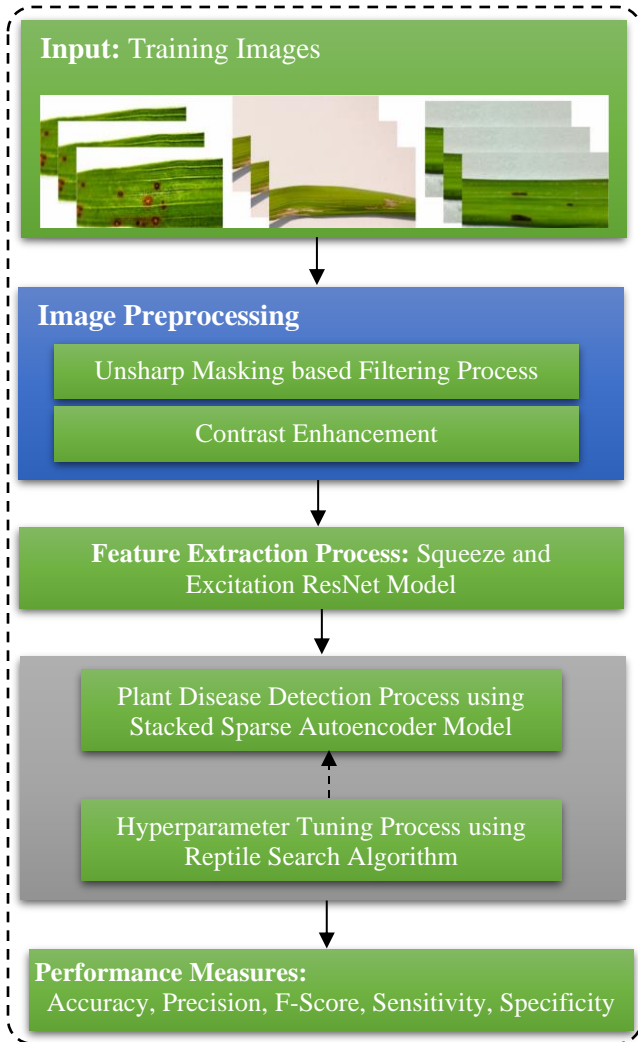 Input: Training Images
Image Preprocessing
Unsharp Masking based Filtering Process
Contrast Enhancement
Feature Extraction Process: Squeeze and
Excitation ResNet Model
Plant Disease Detection Process using
Stacked Sparse Autoencoder Model
Hyperparameter Tuning Process using
Reptile Search Algorithm
Performance Measures:
Accuracy, Precision, F-Score, Sensitivity, Specificity